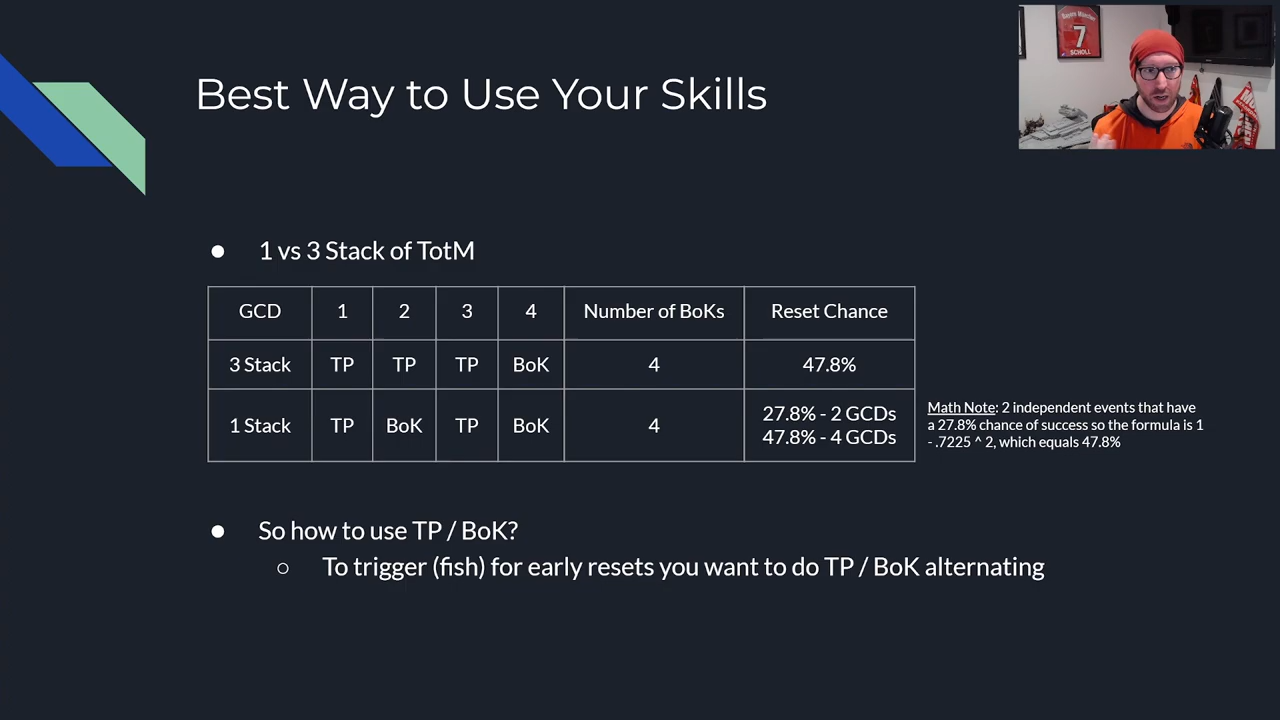 Best Way to Use Your Skills
7
SCHOLL
● 1 vs 3 Stack of TotM
GCD 1 2 3 4 Number of BoKs Reset Chance
3 Stack TP TP TP BoK 4 47.8%
1 Stack TP BoK TP BoK 4 27.8% - 2 GCDs
47.8% - 4 GCDs
Math Note: 2 independent events that have
a 27.8% chance of success so the formula is 1
- .7225 ^ 2, which equals 47.8%
● So how to use TP / BoK?
○ To trigger (fish) for early resets you want to do TP / BoK alternating